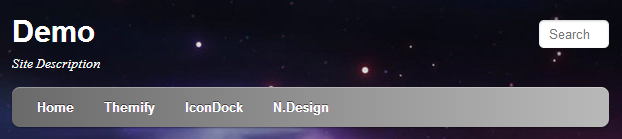 Demo
Search
Site Description
Home Themify IconDock N.Design